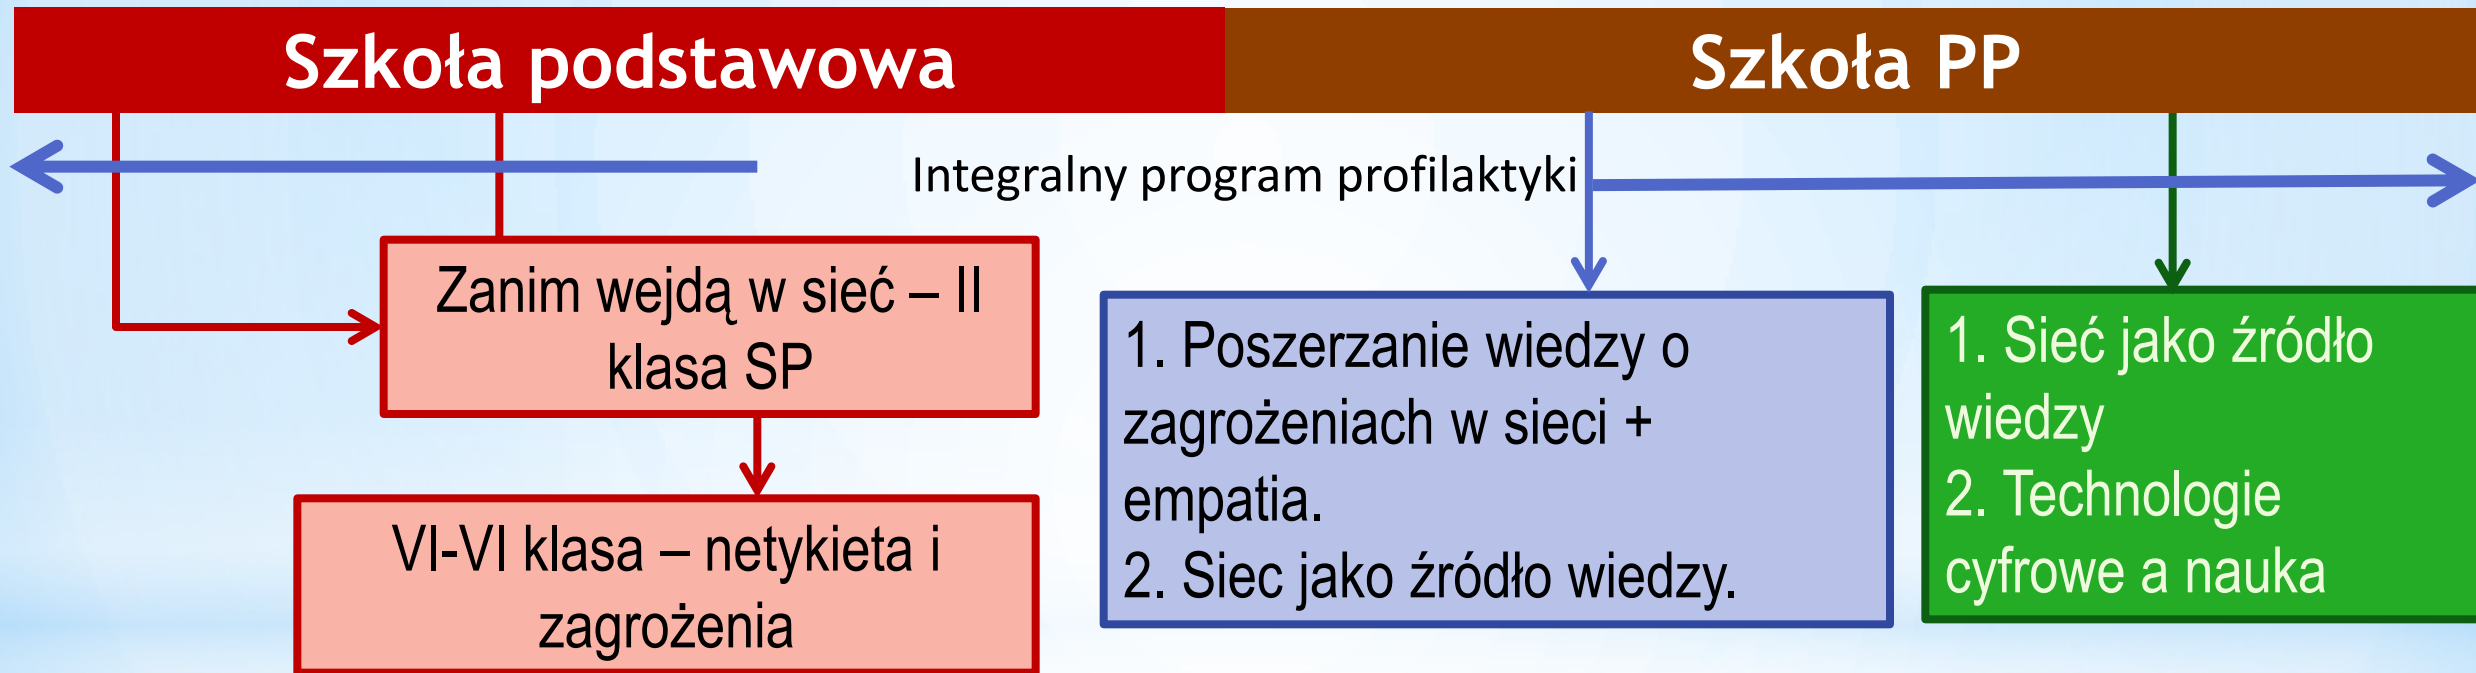 Szkoła podstawowa
Szkoła PP
Integralny program profilaktyki
Zanim wejdą w sieć – II
klasa SP
VI-VI klasa – netykieta i
zagrożenia
1. Poszerzanie wiedzy o
zagrożeniach w sieci +
empatia.
2. Siec jako źródło wiedzy.
1. Sieć jako źródło
wiedzy
2. Technologie
cyfrowe a nauka